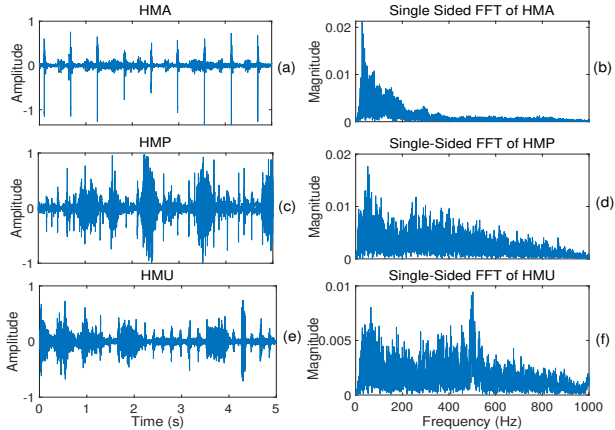 HMA
Single Sided FFT of HMA
1
0
-1
Amplitude
(a)
0.02
0.01
0
Magnitude
(b)
HMP
Single-Sided FFT of HMP
1
0
-1
Amplitude
(c)
0.02
0.01
0
Magnitude
(d)
HMU
Single-Sided FFT of HMU
1
0
-1
Amplitude
(e)
0.01
0.005
0
Magnitude
(f)
0 1 2 3 4 5
Time (s)
0 200 400 600 800 1000
Frequency (Hz)